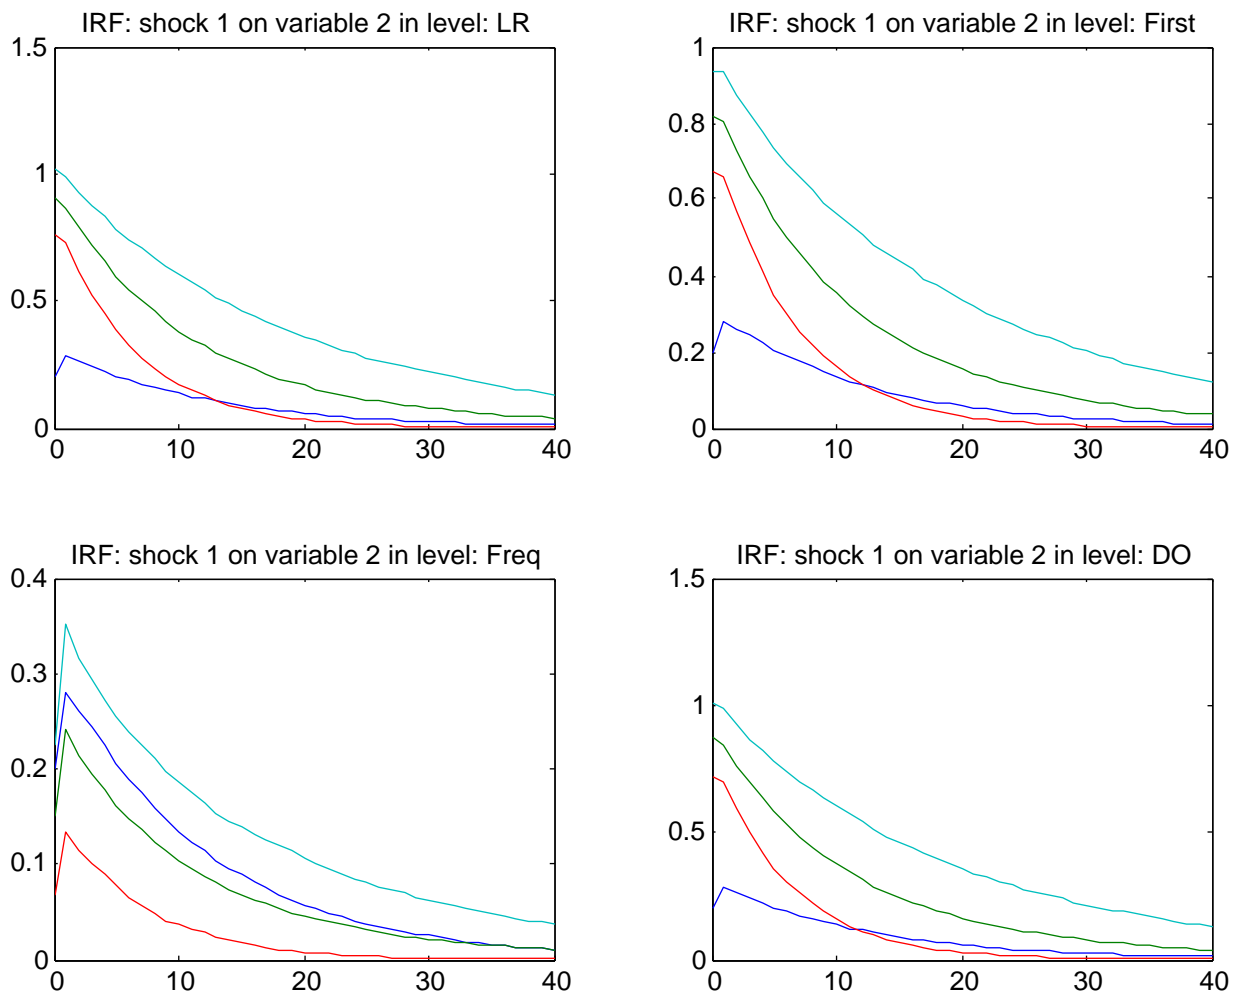 IRF: shock 1 on variable 2 in level: LR
1.5
1
0.5
0
0 10 20 30 40
IRF: shock 1 on variable 2 in level: First
1
0.8
0.6
0.4
0.2
0
0 10 20 30 40
IRF: shock 1 on variable 2 in level: Freq
0.4
0.3
0.2
0.1
0
0 10 20 30 40
IRF: shock 1 on variable 2 in level: DO
1.5
1
0.5
0
0 10 20 30 40